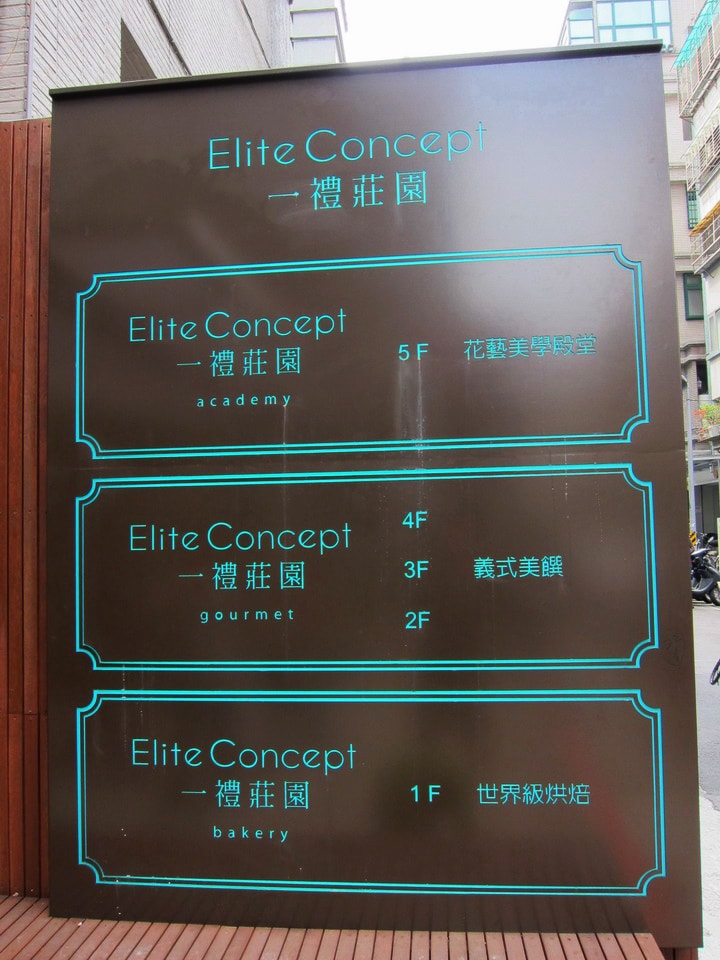 Elite Concept
一禮莊園
Elite Concept
一禮莊園
academy
5F 花藝美學殿堂
Elite Concept
一禮莊園
gourmet
4F
3F 義式美饌
2F
Elite Concept
一禮莊園
bakery
1F 世界級烘焙